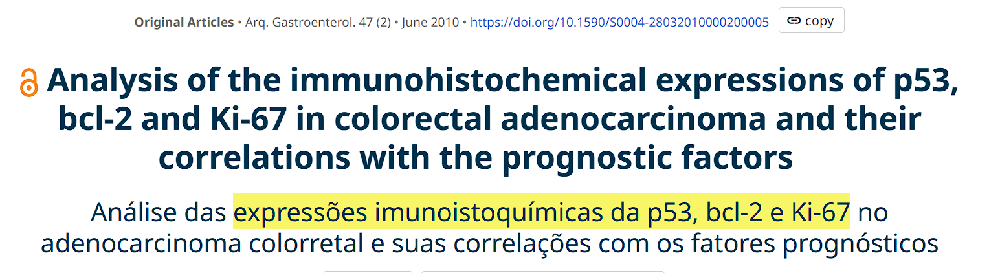 Original Articles • Arq. Gastroenterol. 47 (2) • June 2010 • https://doi.org/10.1590/S0004-28032010000200005 copy
Analysis of the immunohistochemical expressions of p53,
bcl-2 and Ki-67 in colorectal adenocarcinoma and their
correlations with the prognostic factors
Análise das expressões imunoistoquímicas da p53, bcl-2 e Ki-67 no
adenocarcinoma colorretal e suas correlações com os fatores prognósticos